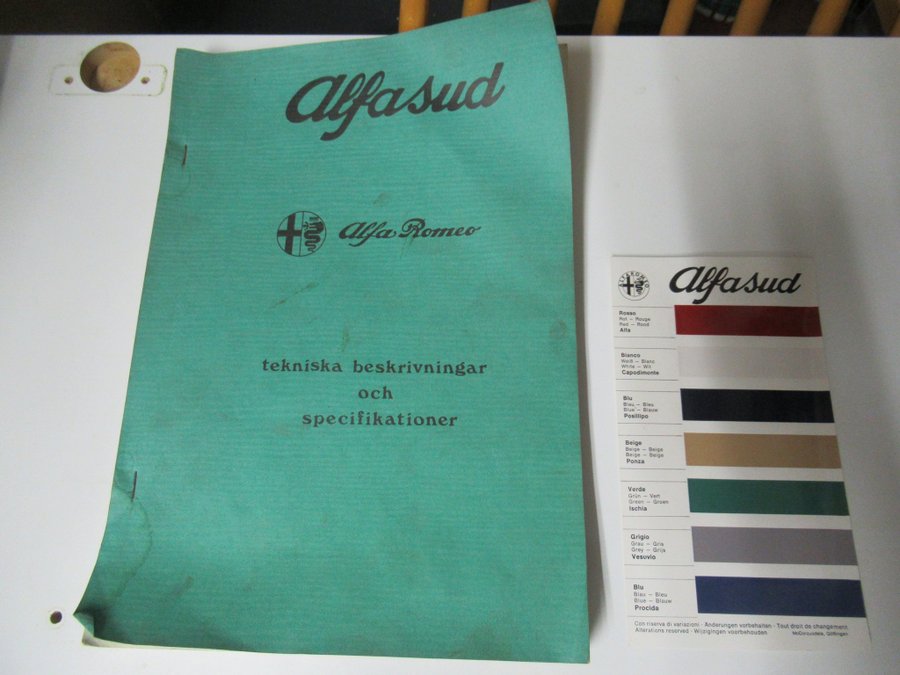 Alfasud
Alfa Romeo
tekniska beskrivningar
och
specifikationer
ALFA ROMEO
Alfasud
Rosso
Rot - Rouge
Red - Rood
Alfa
Bianco
Weiß - Blanc
White - Wit
Capodimonte
Blu
Blau - Bleu
Blue - Blauw
Posillipo
Beige
Beige - Beige
Beige - Beige
Ponza
Verde
Grün - Vert
Green - Groen
Ischia
Grigio
Grau - Gris
Grey - Grijs
Vesuvio
Blu
Blau - Bleu
Blue - Blauw
Procida
Con riserva di variazioni · Änderungen vorbehalten · Tout droit de changement.
Alterations reserved · Wijzigingen voorbehouden.